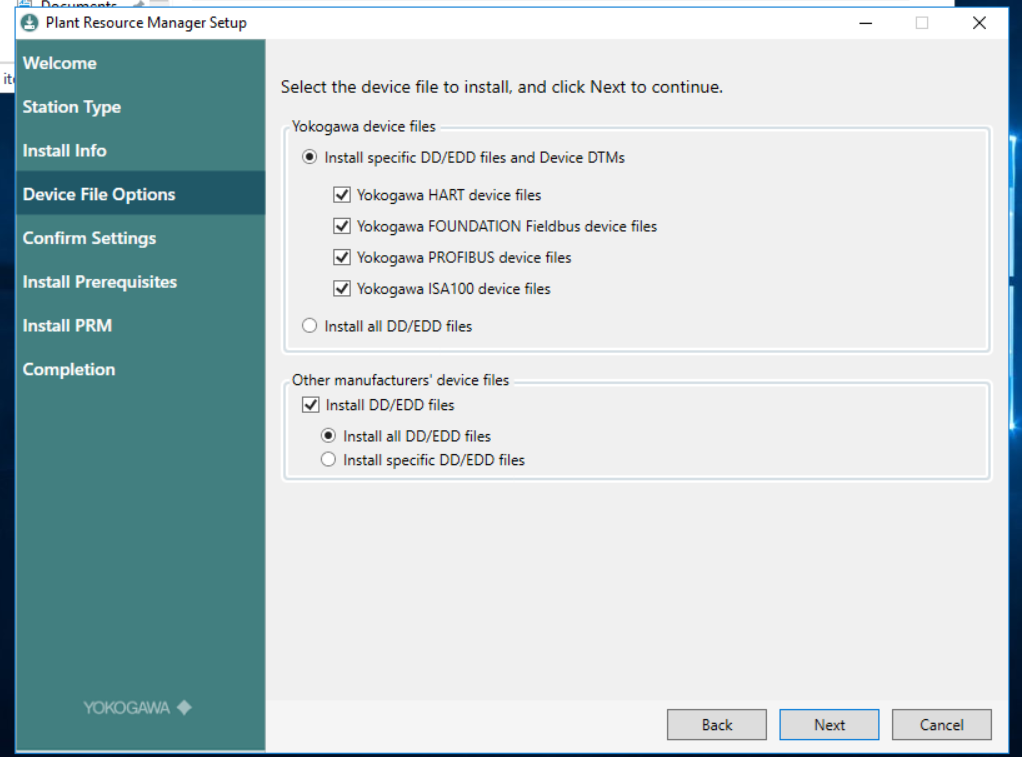 Documents
Plant Resource Manager Setup
Welcome
Station Type
Install Info
Device File Options
Confirm Settings
Install Prerequisites
Install PRM
Completion
YOKOGAWA
Select the device file to install, and click Next to continue.
Yokogawa device files
Install specific DD/EDD files and Device DTMs
Yokogawa HART device files
Yokogawa FOUNDATION Fieldbus device files
Yokogawa PROFIBUS device files
Yokogawa ISA100 device files
Install all DD/EDD files
Other manufacturers' device files
Install DD/EDD files
Install all DD/EDD files
Install specific DD/EDD files
Back
Next
Cancel